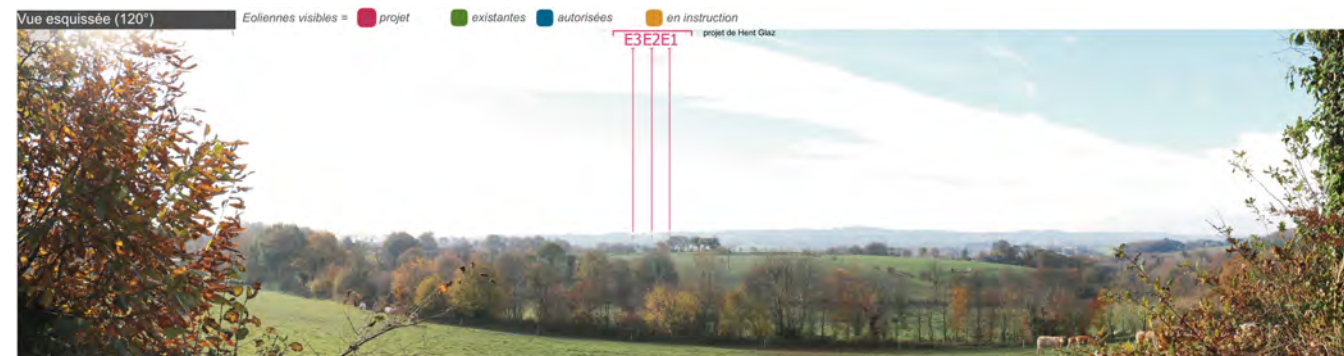 Vue esquissée (120°)
Eoliennes visibles = projet existantes autorisées en instruction
E3E2E1 projet de Hent Glaz